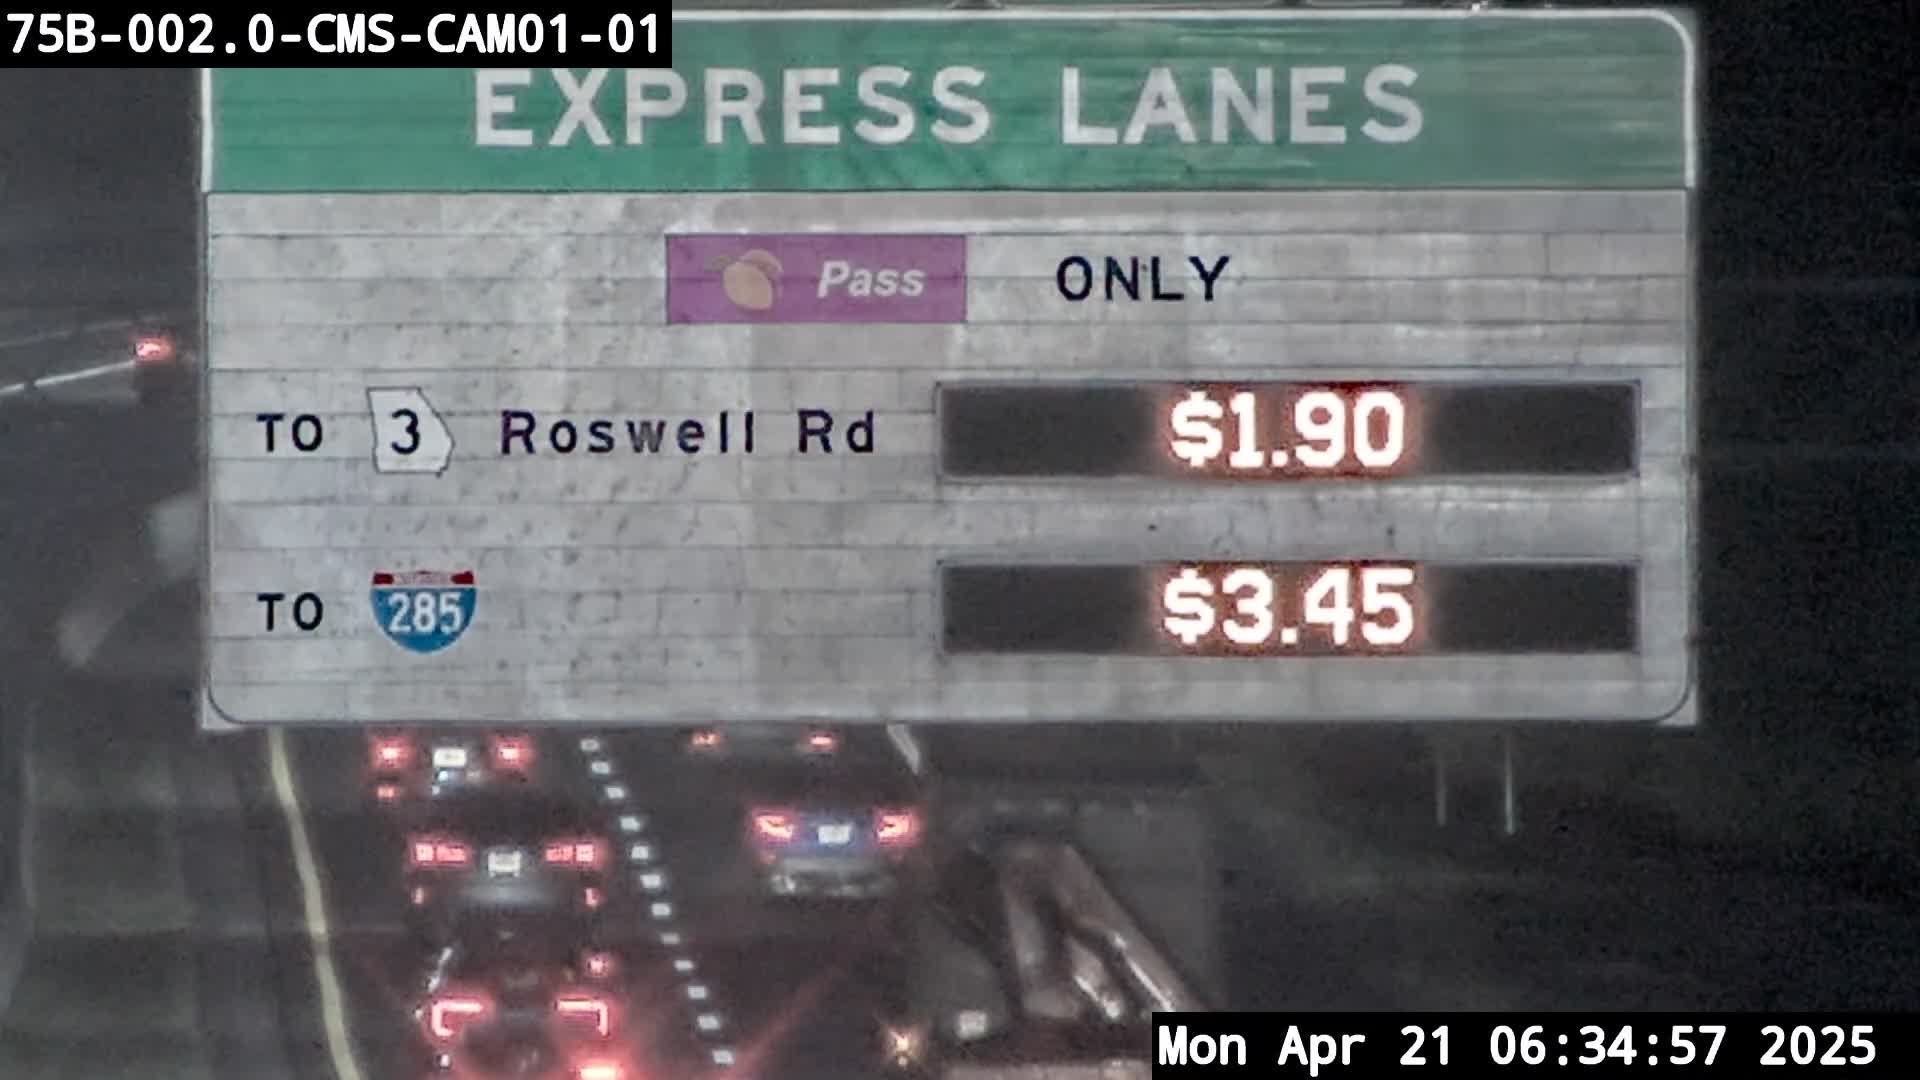 75B-002.0-CMS-CAM01-01
EXPRESS LANES
Pass ONLY
TO 3 Roswell Rd $1.90
TO 285 $3.45
Mon Apr 21 06:34:57 2025